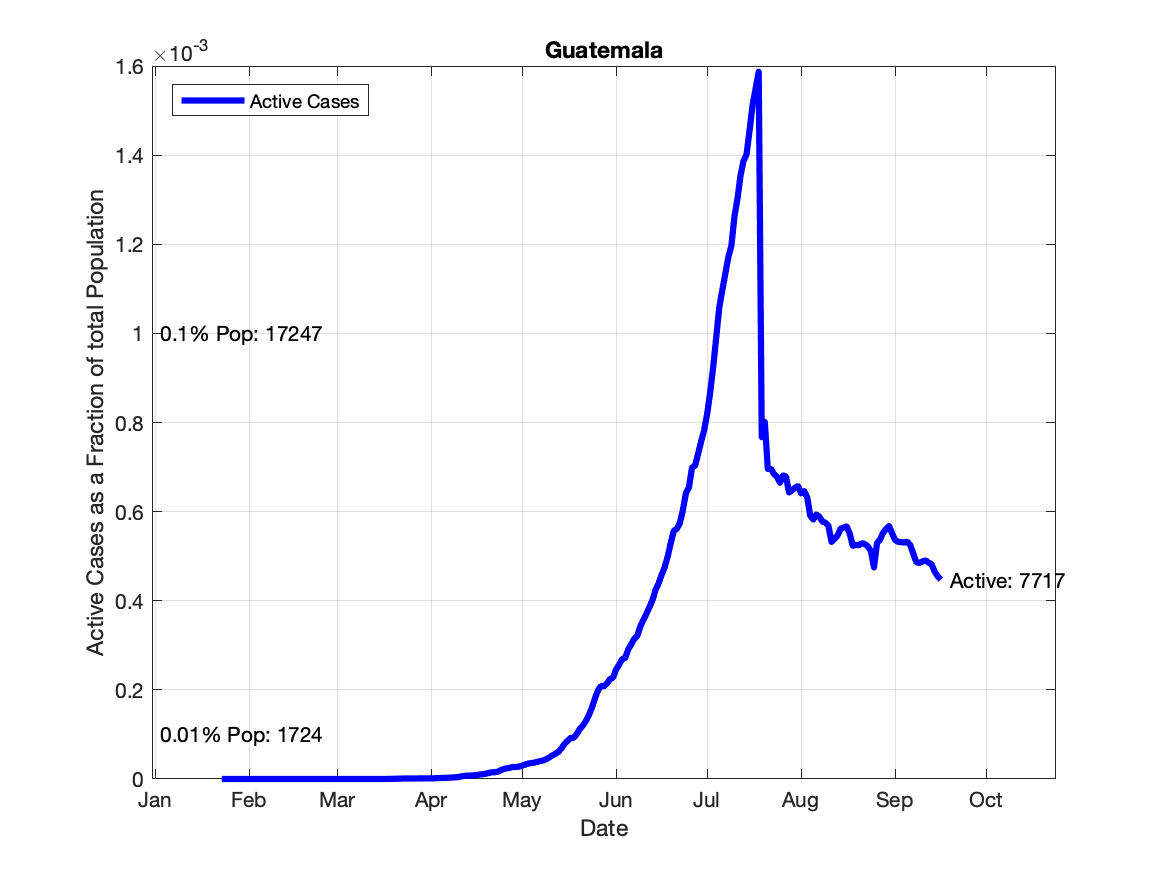 Guatemala
×10-3
1.6
1.4
1.2
1
0.8
0.6
0.4
0.2
0
Active Cases as a Fraction of total Population
Active Cases
0.1% Pop: 17247
0.01% Pop: 1724
Active: 7717
Jan Feb Mar Apr May Jun Jul Aug Sep Oct
Date